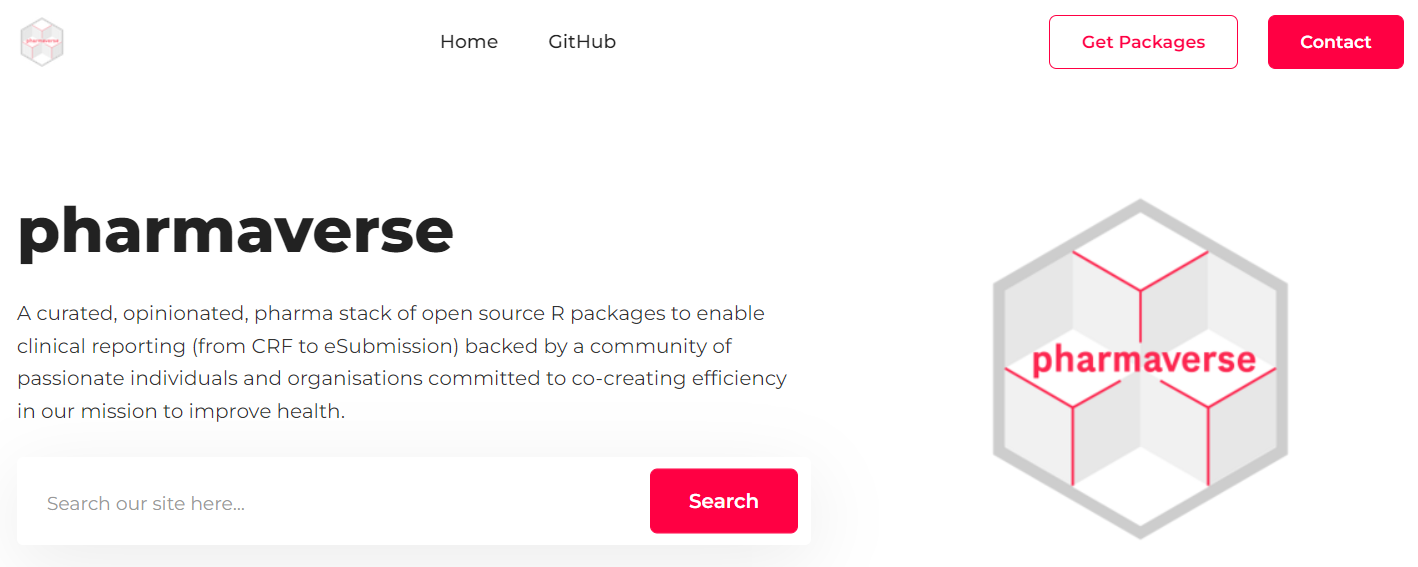 pharmaverse
Home
GitHub
Get Packages
Contact
pharmaverse
A curated, opinionated, pharma stack of open source R packages to enable
clinical reporting (from CRF to eSubmission) backed by a community of
passionate individuals and organisations committed to co-creating efficiency
in our mission to improve health.
Search our site here...
Search
pharmaverse